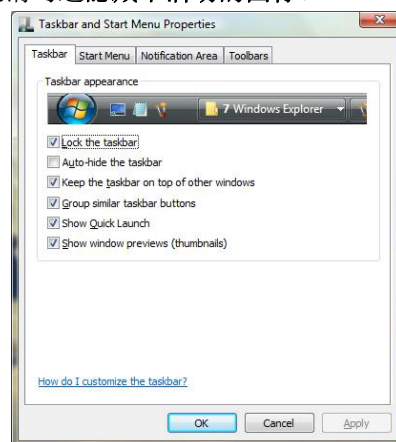 Taskbar and Start Menu Properties
Taskbar Start Menu Notification Area Toolbars
Taskbar appearance
7 Windows Explorer
Lock the taskbar
Auto-hide the taskbar
Keep the taskbar on top of other windows
Group similar taskbar buttons
Show Quick Launch
Show window previews (thumbnails)
How do I customize the taskbar?
OK Cancel Apply